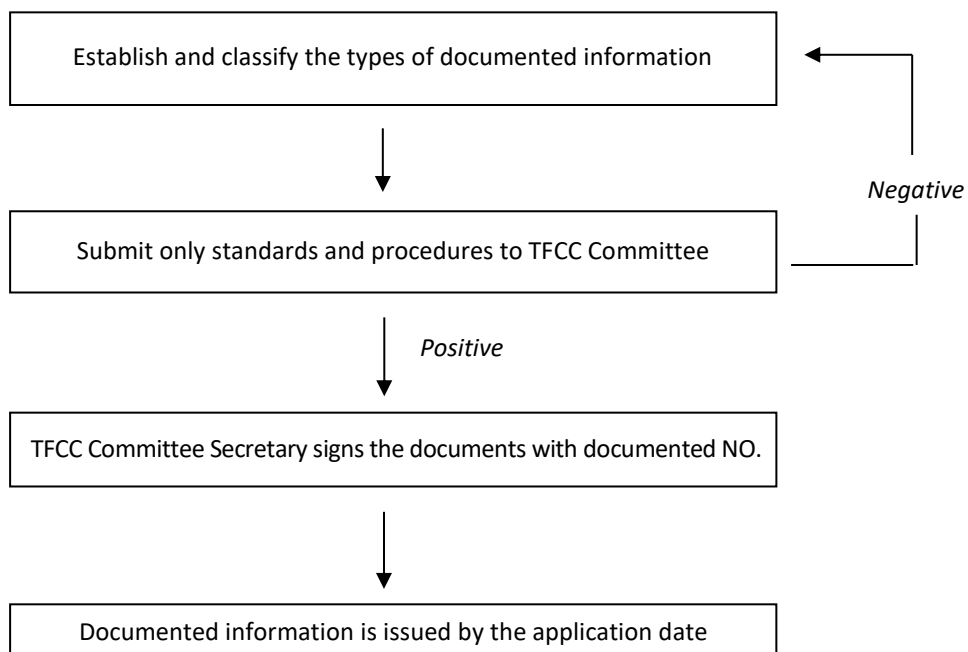 Establish and classify the types of documented information
Negative
Submit only standards and procedures to TFCC Committee
Positive
TFCC Committee Secretary signs the documents with documented NO.
Documented information is issued by the application date